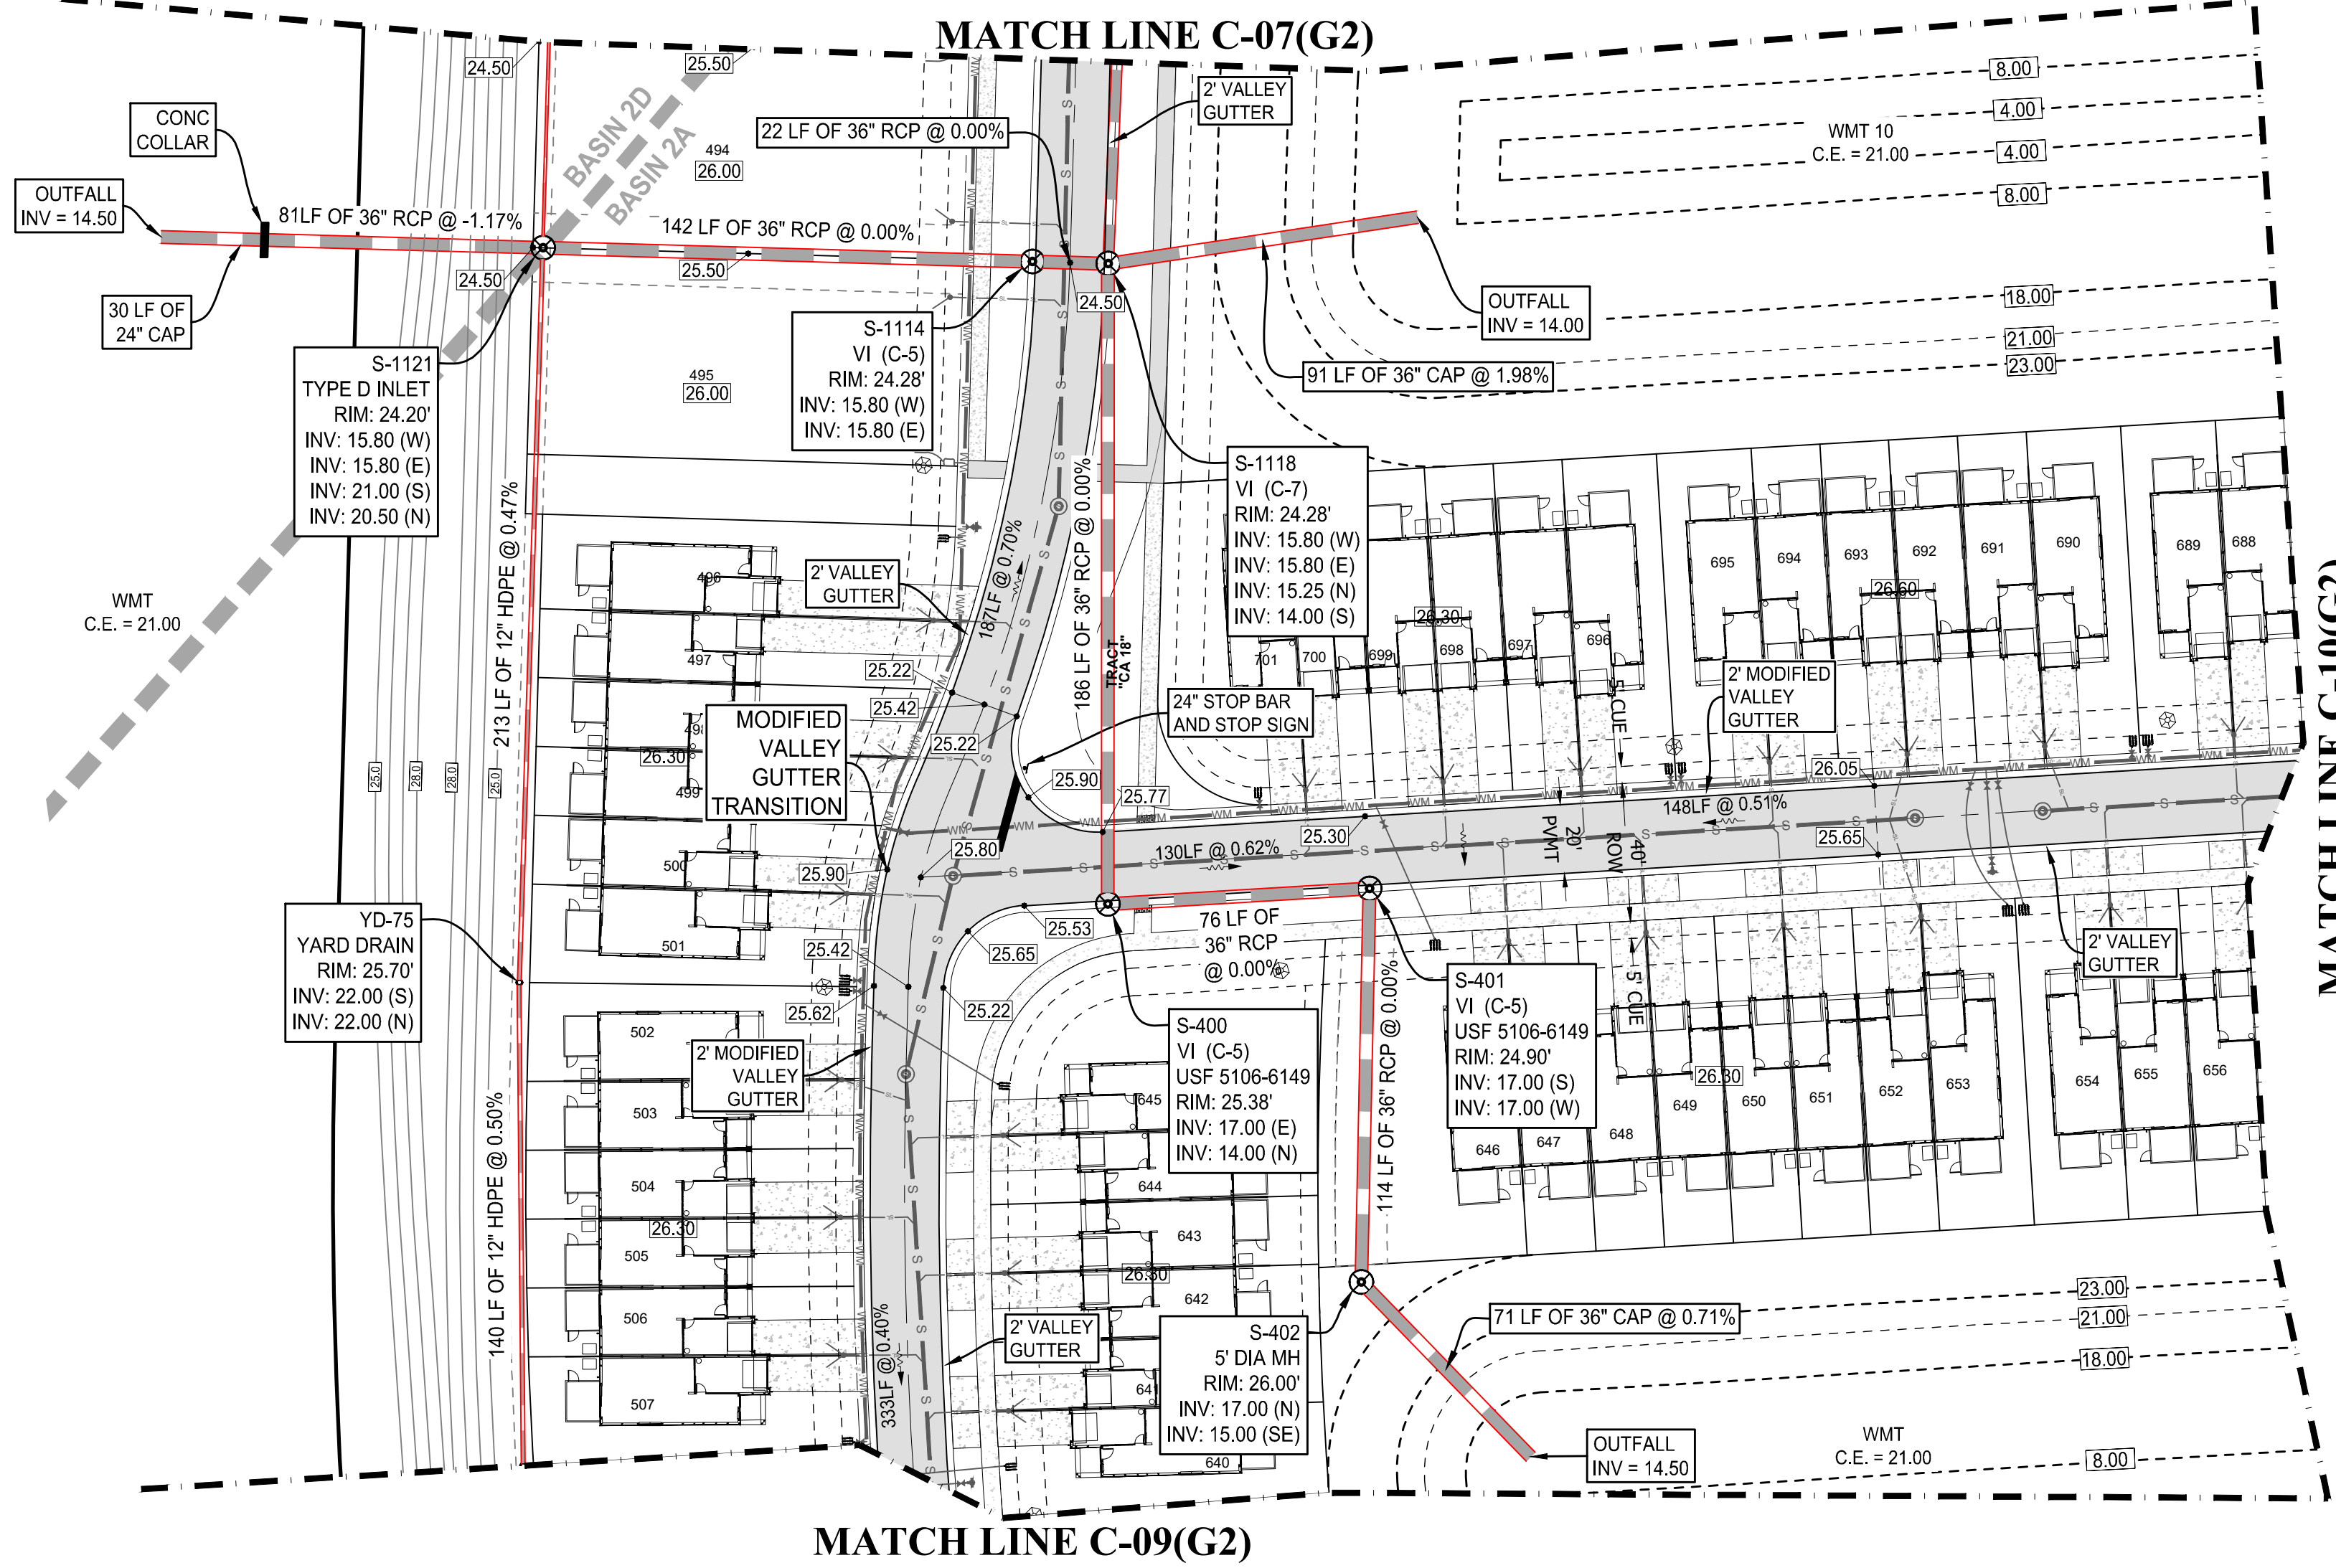 MATCH LINE C-07(G2)
24.50
25.50
8.00
4.00
WMT 10
C.E. = 21.00
4.00
8.00
CONC
COLLAR
2' VALLEY
GUTTER
BASIN 2D
BASIN 2A
22 LF OF 36" RCP @ 0.00%
494
26.00
OUTFALL
INV = 14.50
81LF OF 36" RCP @ -1.17%
142 LF OF 36" RCP @ 0.00%
25.50
24.50
24.50
30 LF OF
24" CAP
OUTFALL
INV = 14.00
18.00
21.00
23.00
91 LF OF 36" CAP @ 1.98%
S-1121
TYPE D INLET
RIM: 24.20'
INV: 15.80 (W)
INV: 15.80 (E)
INV: 21.00 (S)
INV: 20.50 (N)
S-1114
VI (C-5)
RIM: 24.28'
INV: 15.80 (W)
INV: 15.80 (E)
495
26.00
S-1118
VI (C-7)
RIM: 24.28'
INV: 15.80 (W)
INV: 15.80 (E)
INV: 15.25 (N)
INV: 14.00 (S)
213 LF OF 12" HDPE @ 0.47%
187LF @ 0.70%
186 LF OF 36" RCP @ 0.00%
TRACT
"CA 18"
WMT
C.E. = 21.00
2' VALLEY
GUTTER
496
497
498
499
26.30
500
501
701
700
699
698
697
696
26.30
695
694
693
692
691
690
26.60
689
688
MATCH LINE C-10(G2)
25.22
25.42
25.22
24" STOP BAR
AND STOP SIGN
2' MODIFIED
VALLEY
GUTTER
5' CUE
MODIFIED
VALLEY
GUTTER
TRANSITION
25.0
28.0
28.0
25.0
25.90
25.77
26.05
148LF @ 0.51%
25.30
20'
PVMT
40'
ROW
25.65
25.80
130LF @ 0.62%
25.90
YD-75
YARD DRAIN
RIM: 25.70'
INV: 22.00 (S)
INV: 22.00 (N)
25.53
25.42
25.65
25.62
25.22
76 LF OF
36" RCP
@ 0.00%
5' CUE
2' VALLEY
GUTTER
S-401
VI (C-5)
USF 5106-6149
RIM: 24.90'
INV: 17.00 (S)
INV: 17.00 (W)
S-400
VI (C-5)
USF 5106-6149
RIM: 25.38'
INV: 17.00 (E)
INV: 14.00 (N)
114 LF OF 36" RCP @ 0.00%
2' MODIFIED
VALLEY
GUTTER
502
503
504
26.30
505
506
507
140 LF OF 12" HDPE @ 0.50%
333LF @ 0.40%
645
644
643
26.30
642
641
640
646
647
648
649
26.30
650
651
652
653
654
655
656
2' VALLEY
GUTTER
S-402
5' DIA MH
RIM: 26.00'
INV: 17.00 (N)
INV: 15.00 (SE)
71 LF OF 36" CAP @ 0.71%
23.00
21.00
18.00
OUTFALL
INV = 14.50
WMT
C.E. = 21.00
8.00
MATCH LINE C-09(G2)